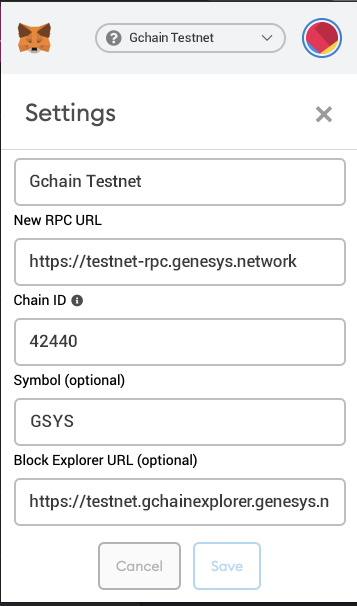 Gchain Testnet
Settings
Gchain Testnet
New RPC URL
https://testnet-rpc.genesys.network
Chain ID
42440
Symbol (optional)
GSYS
Block Explorer URL (optional)
https://testnet.gchainexplorer.genesys.n
Cancel
Save